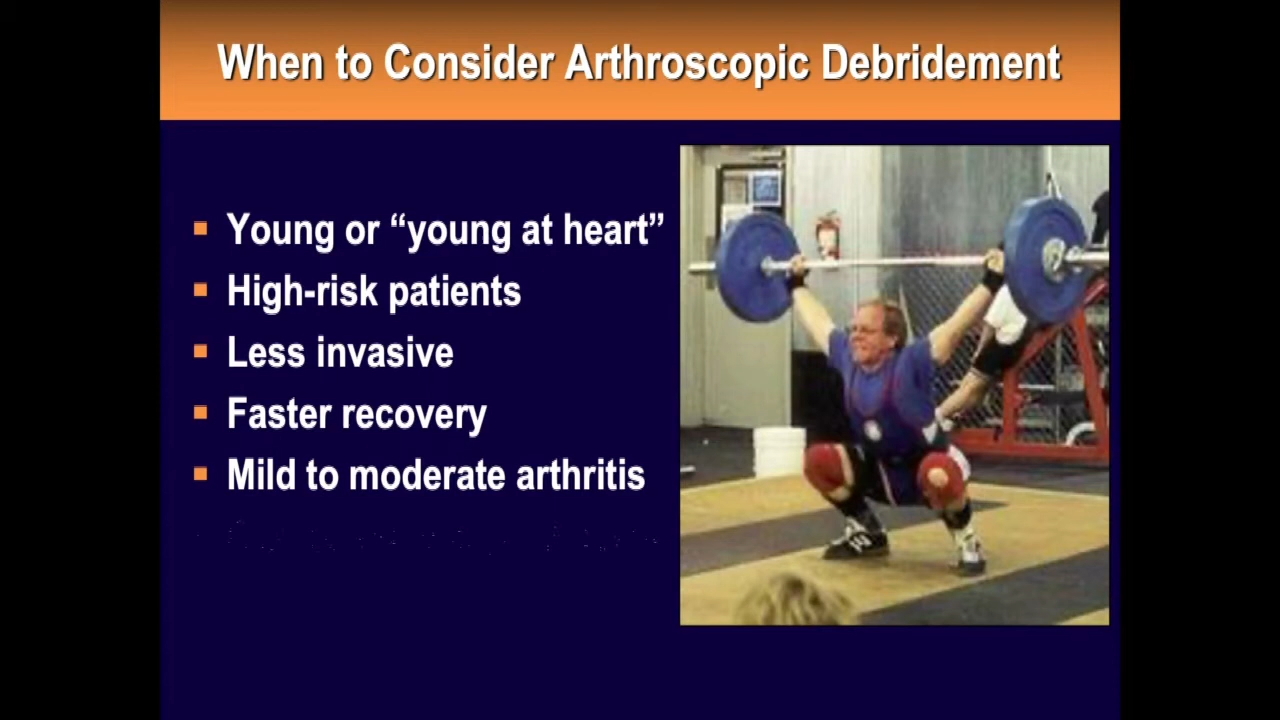 When to Consider Arthroscopic Debridement
Young or “young at heart”
High-risk patients
Less invasive
Faster recovery
Mild to moderate arthritis